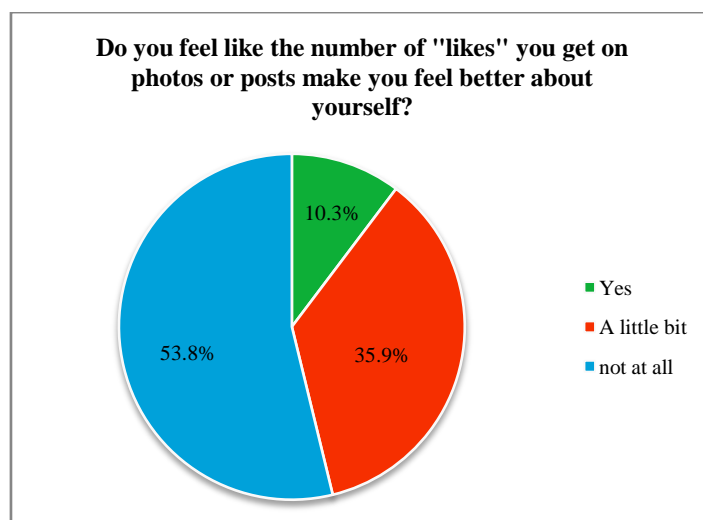 Do you feel like the number of "likes" you get on
photos or posts make you feel better about
yourself?
10.3%
35.9%
53.8%
Yes
A little bit
not at all